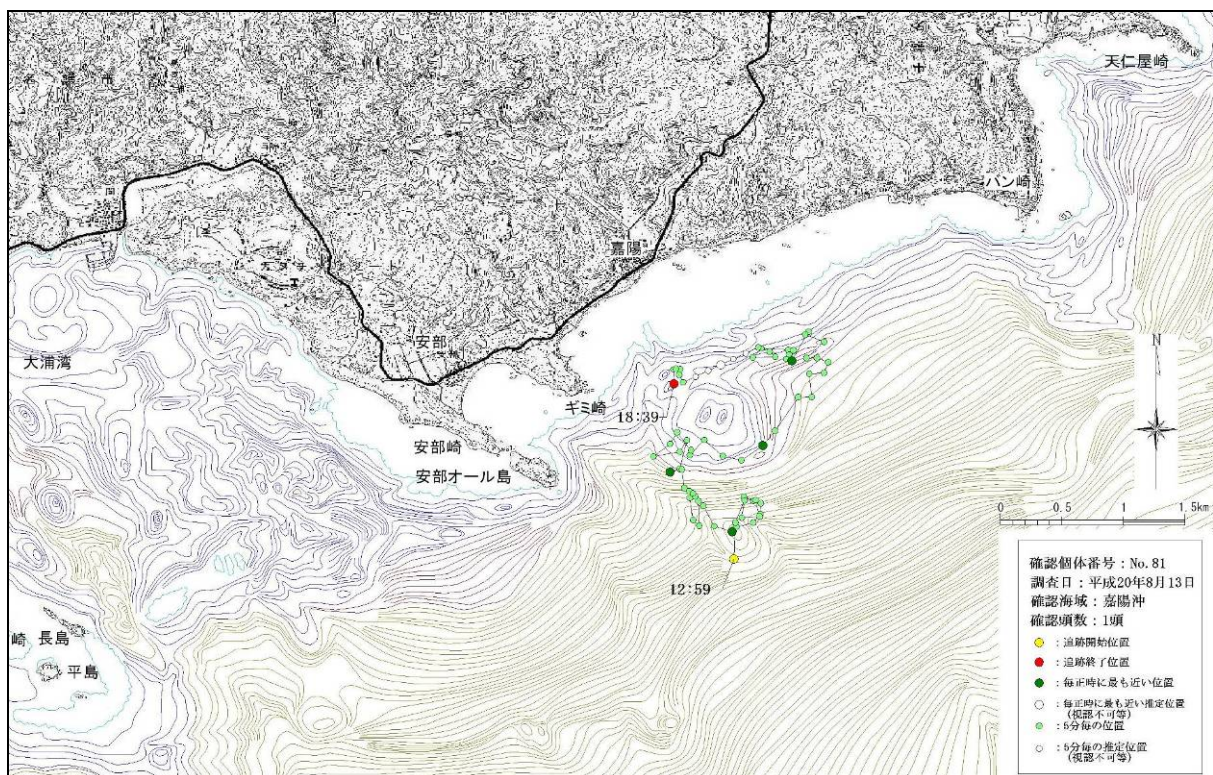 天仁屋崎
バン崎
嘉陽
安部
大浦湾
ギミ崎
18:39
安部崎
安部オール島
N
0 0.5 1 1.5km
12:59
確認個体番号：No. 81
調査日：平成20年8月13日
確認海域：嘉陽沖
確認頭数：1頭
：追跡開始位置
：追跡終了位置
：毎正時に最も近い位置
：毎正時に最も近い推定位置
(視認不可等)
：5分毎の位置
：5分毎の推定位置
(視認不可等)
崎
長島
平島